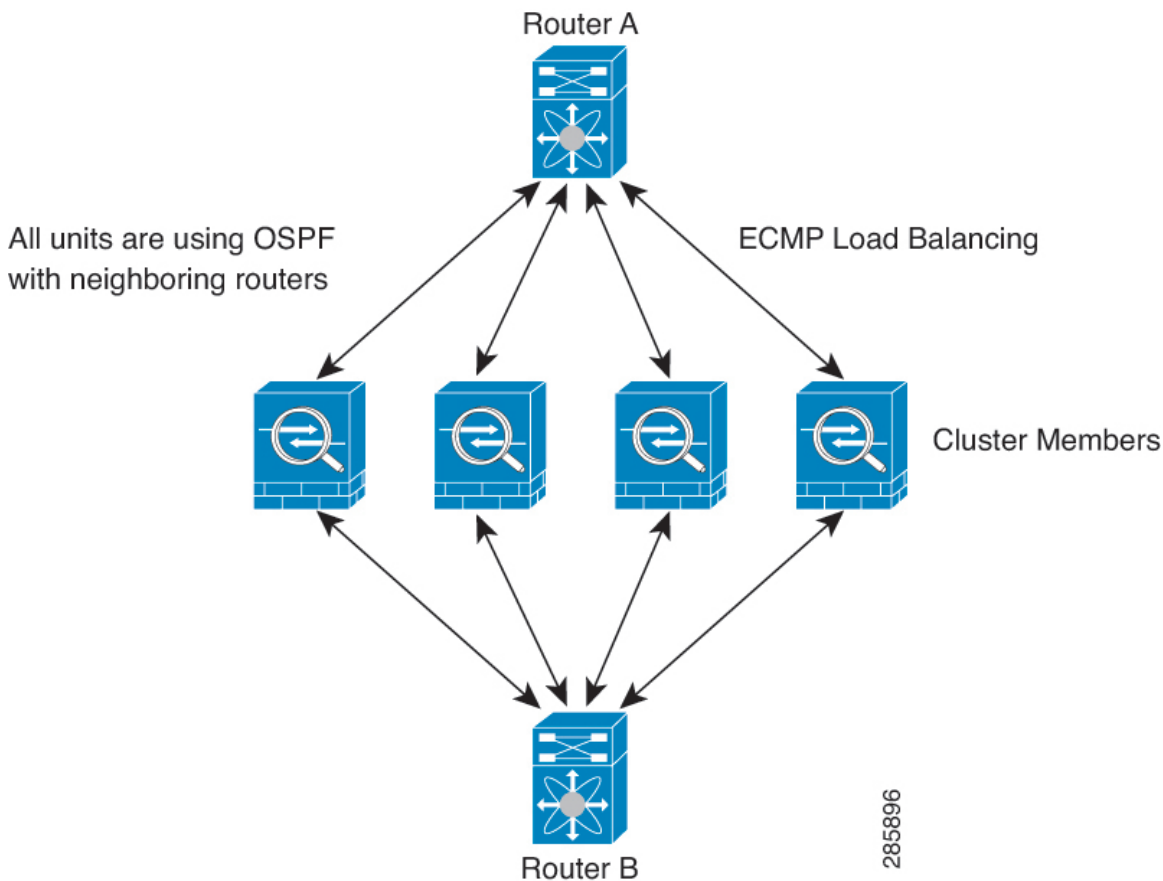 Router A
All units are using OSPF
with neighboring routers
ECMP Load Balancing
Cluster Members
Router B
285896